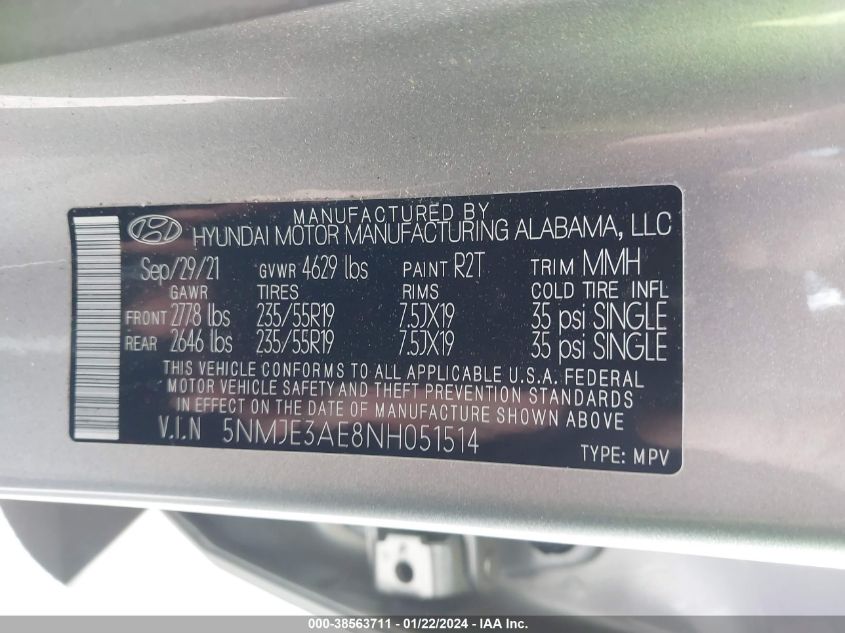 MANUFACTURED BY
HYUNDAI MOTOR MANUFACTURING ALABAMA, LLC
Sep/29/21 GVWR 4629 lbs PAINT R2T TRIM MMH
GAWR TIRES RIMS COLD TIRE INFL
FRONT 2778 lbs 235/55R19 7.5JX19 35 psi SINGLE
REAR 2646 lbs 235/55R19 7.5JX19 35 psi SINGLE
THIS VEHICLE CONFORMS TO ALL APPLICABLE U.S.A. FEDERAL
MOTOR VEHICLE SAFETY AND THEFT PREVENTION STANDARDS
IN EFFECT ON THE DATE OF MANUFACTURE SHOWN ABOVE
V.I.N 5NMJE3AE8NH051514
TYPE: MPV
000-38563711 - 01/22/2024 - IAA Inc.